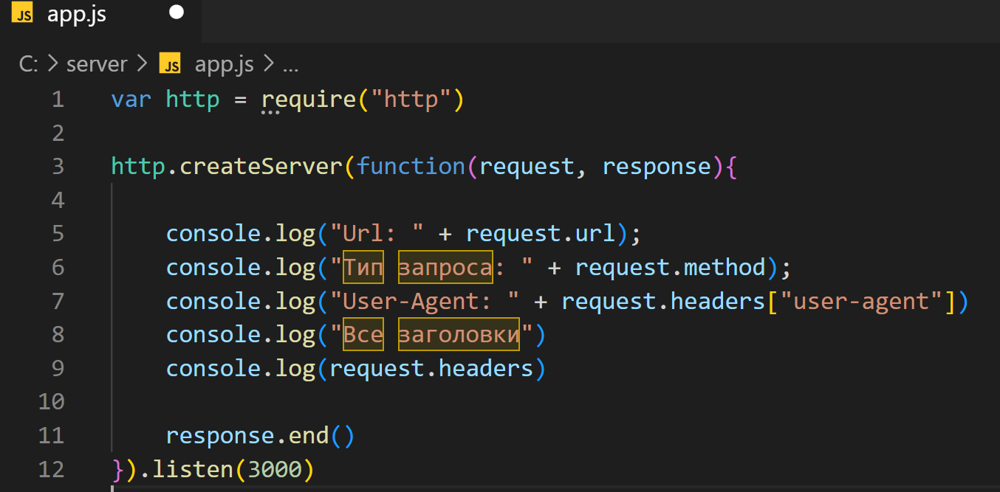 JS app.js
C: > server > JS app.js > ...
1 var http = require("http")
2
3 http.createServer(function(request, response){
4
5 console.log("Url: " + request.url);
6 console.log("Тип запроса: " + request.method);
7 console.log("User-Agent: " + request.headers["user-agent"])
8 console.log("Все заголовки")
9 console.log(request.headers)
10
11 response.end()
12 }).listen(3000)